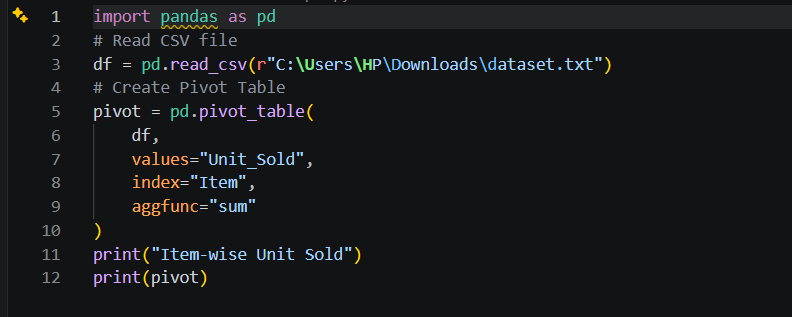 1 import pandas as pd
2 # Read CSV file
3 df = pd.read_csv(r"C:\Users\HP\Downloads\dataset.txt")
4 # Create Pivot Table
5 pivot = pd.pivot_table(
6     df,
7     values="Unit_Sold",
8     index="Item",
9     aggfunc="sum"
10 )
11 print("Item-wise Unit Sold")
12 print(pivot)